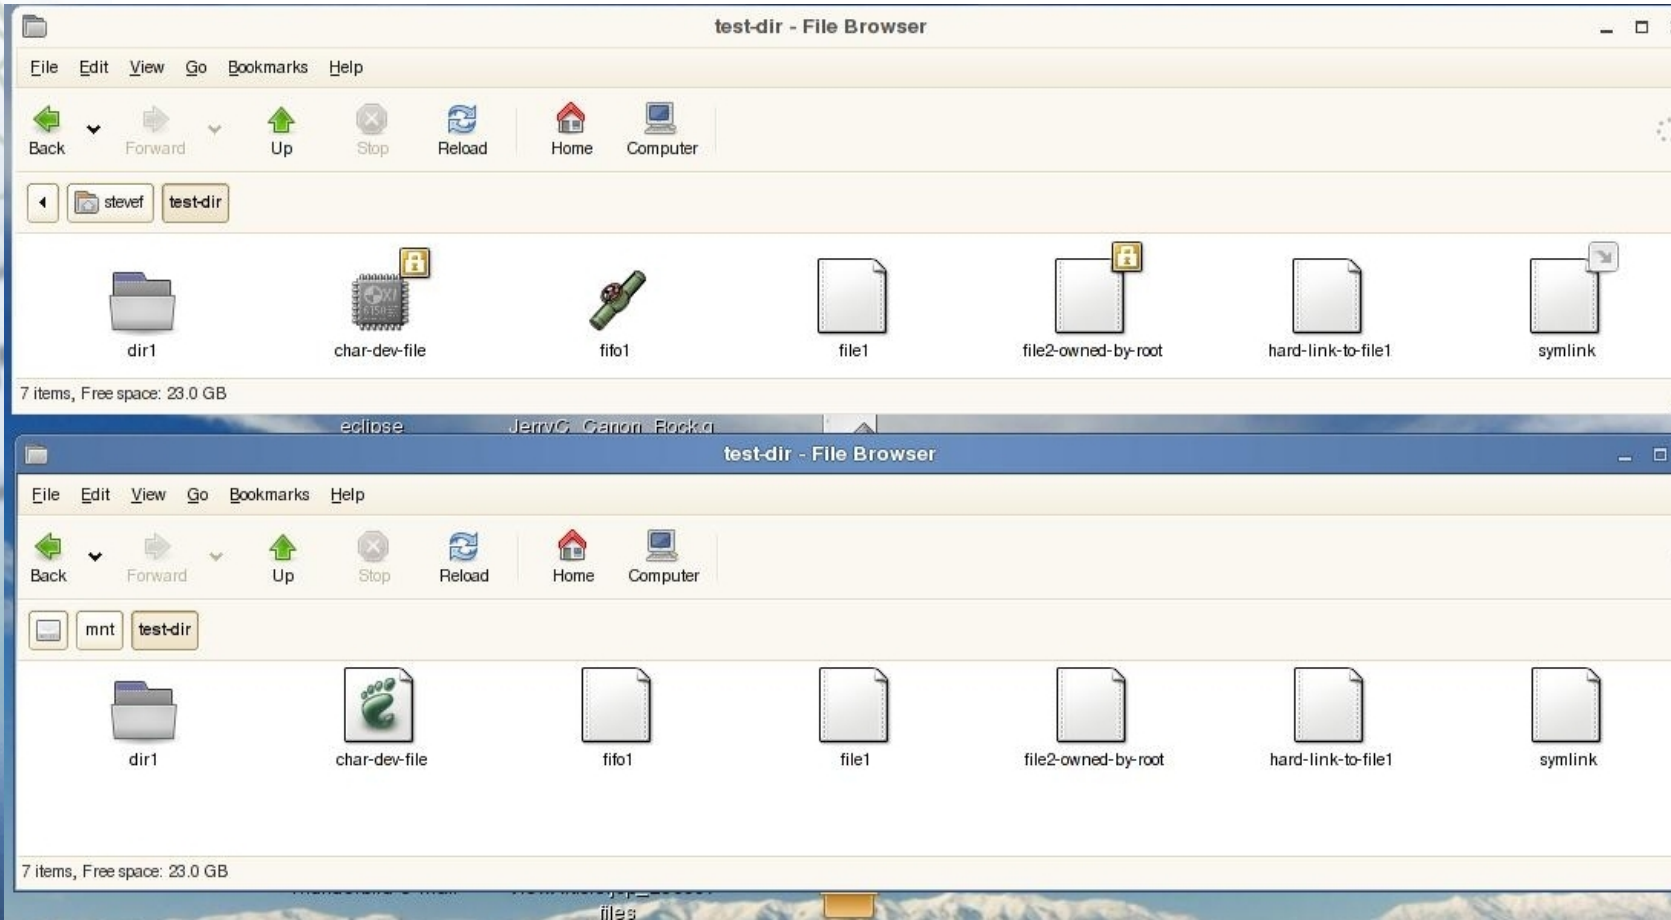 test-dir - File Browser
File Edit View Go Bookmarks Help
Back Forward Up Stop Reload Home Computer
stevef test-dir
dir1 char-dev-file fifo1 file1 file2-owned-by-root hard-link-to-file1 symlink
7 items, Free space: 23.0 GB
eclipse JerryC_Canon_Rock.g
test-dir - File Browser
File Edit View Go Bookmarks Help
Back Forward Up Stop Reload Home Computer
mnt test-dir
dir1 char-dev-file fifo1 file1 file2-owned-by-root hard-link-to-file1 symlink
7 items, Free space: 23.0 GB
files